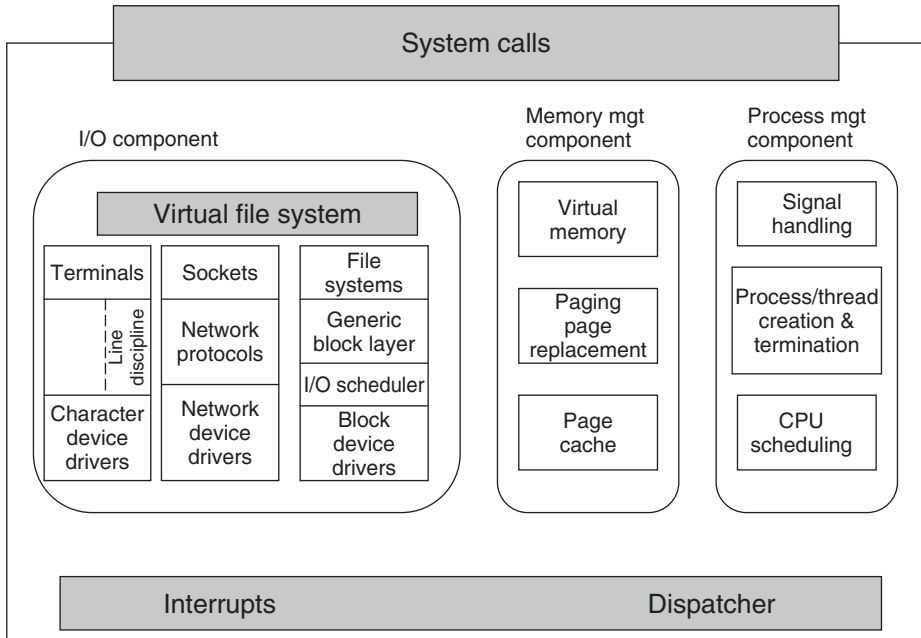 System calls
I/O component
Memory mgt
component
Process mgt
component
Virtual file system
Terminals
Line
discipline
Character
device
drivers
Sockets
Network
protocols
Network
device
drivers
File
systems
Generic
block layer
I/O scheduler
Block
device
drivers
Virtual
memory
Paging
page
replacement
Page
cache
Signal
handling
Process/thread
creation &
termination
CPU
scheduling
Interrupts
Dispatcher